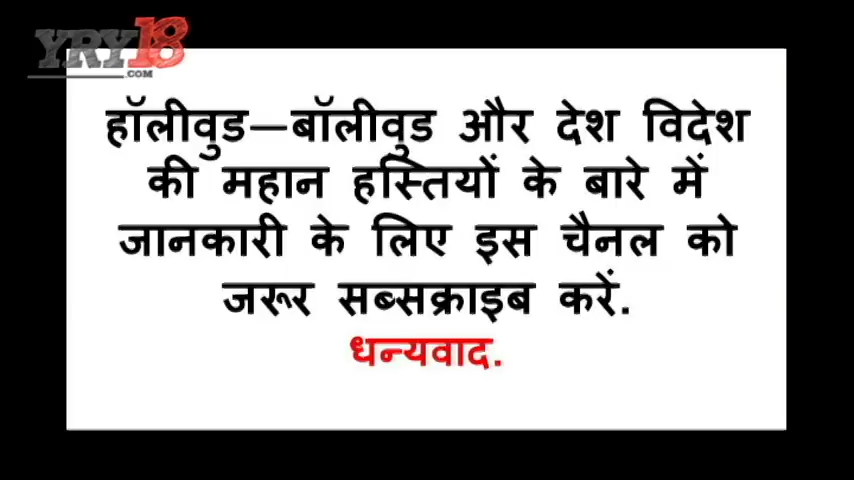 YRY18
.COM
हॉलीवुड–बॉलीवुड और देश विदेश
की महान हस्तियों के बारे में
जानकारी के लिए इस चैनल को
जरूर सब्सक्राइब करें.
धन्यवाद.